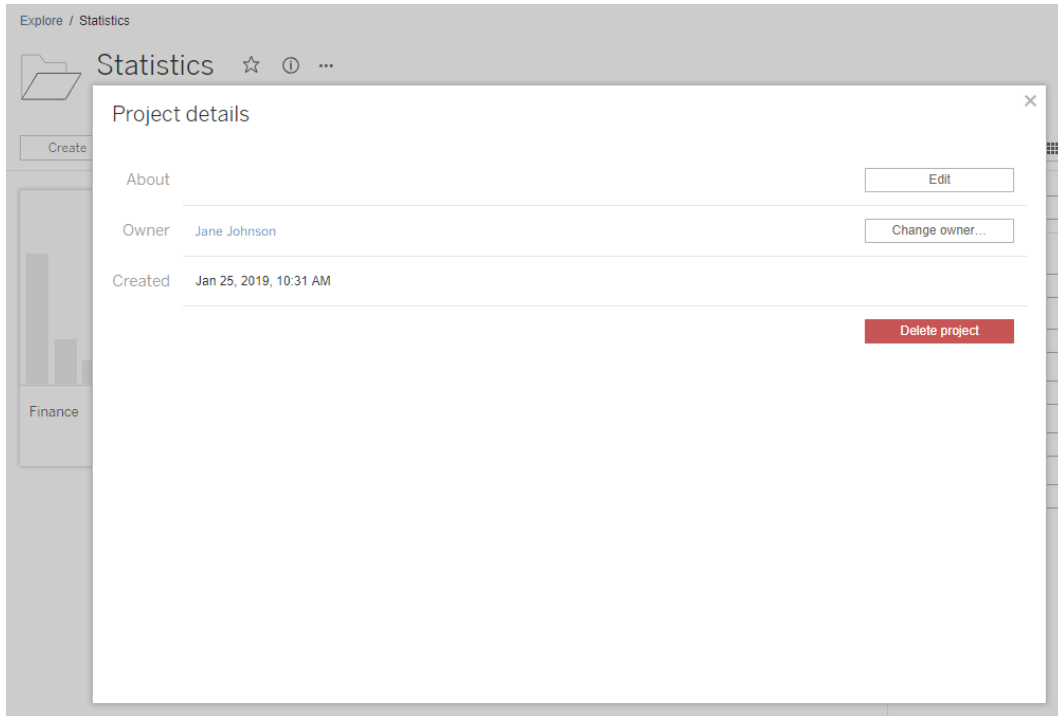 Explore / Statistics
Statistics
Project details
Create
About
Edit
Owner
Jane Johnson
Change owner...
Created
Jan 25, 2019, 10:31 AM
Delete project
Finance